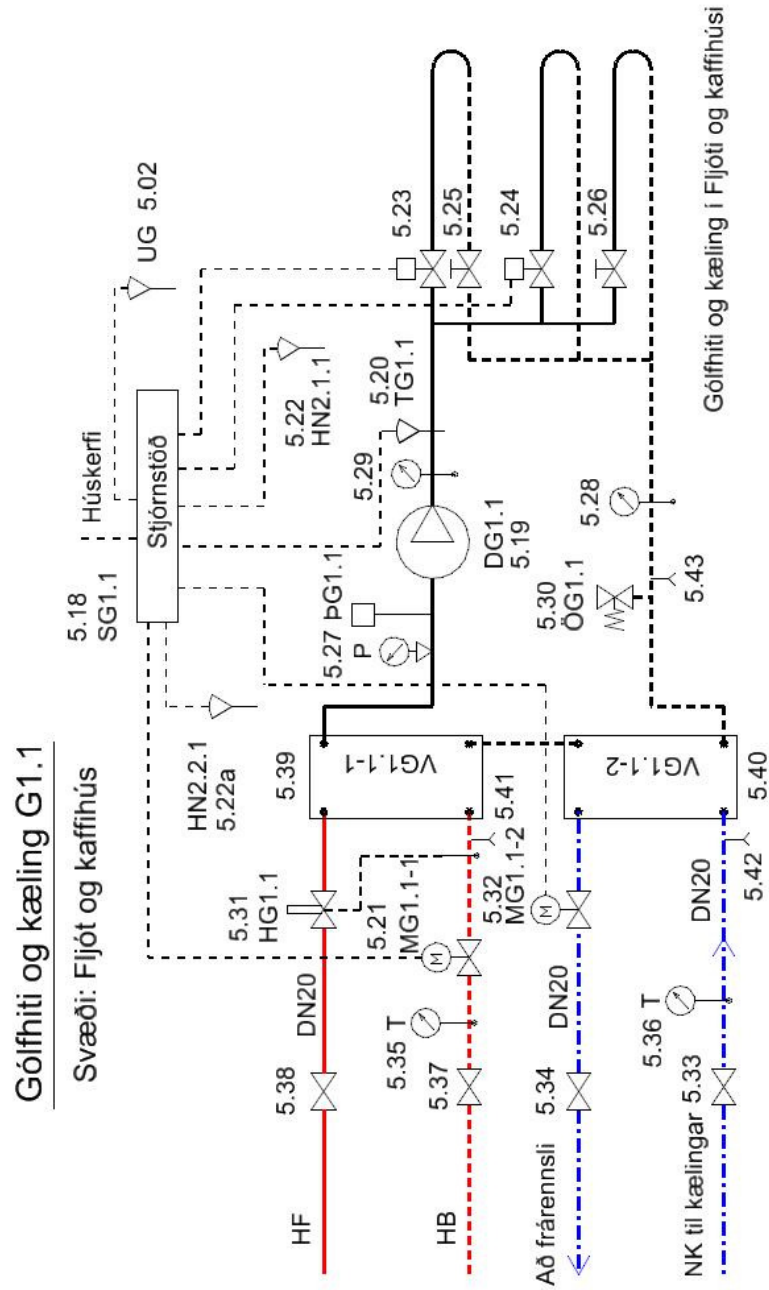 Gólfhiti og kæling G1.1
Svæði: Fljót og kaffihús
5.18
SG1.1
Húskerfi
Stjórnstöð
UG 5.02
HN2.2.1
5.22a
5.22
HN2.1.1
5.31
HG1.1
5.38
DN20
HF
5.39
VG1.1-1
5.27
P
ÞG1.1
DG1.1
5.19
5.29
5.20
TG1.1
5.23
5.25
5.24
5.26
5.21
MG1.1-1
5.35 T
5.37
HB
5.41
5.32
MG1.1-2
DN20
5.34
Að frárennsli
VG1.1-2
5.40
5.42
DN20
5.36 T
NK til kælingar 5.33
5.30
ÖG1.1
5.43
5.28
M
M
Gólfhiti og kæling í Fljóti og kaffihúsi